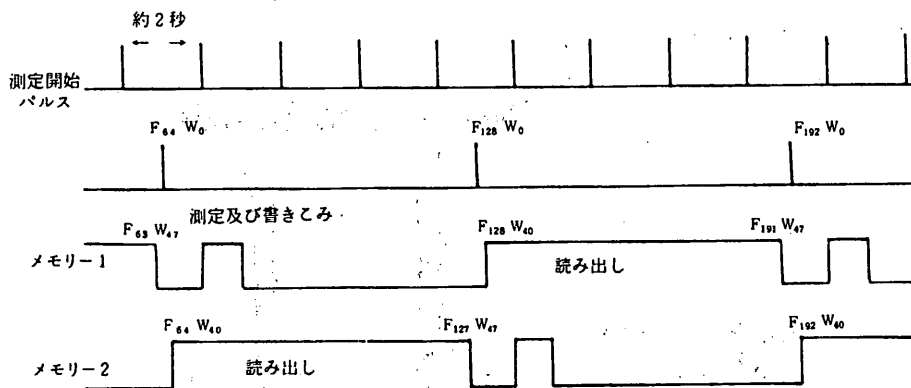 約2秒
測定開始
パルス
F64 W0
F128 W0
F192 W0
測定及び書きこみ
F63 W47
F128 W40
F191 W47
メモリー1
読み出し
F64 W40
F127 W47
F192 W40
メモリー2
読み出し